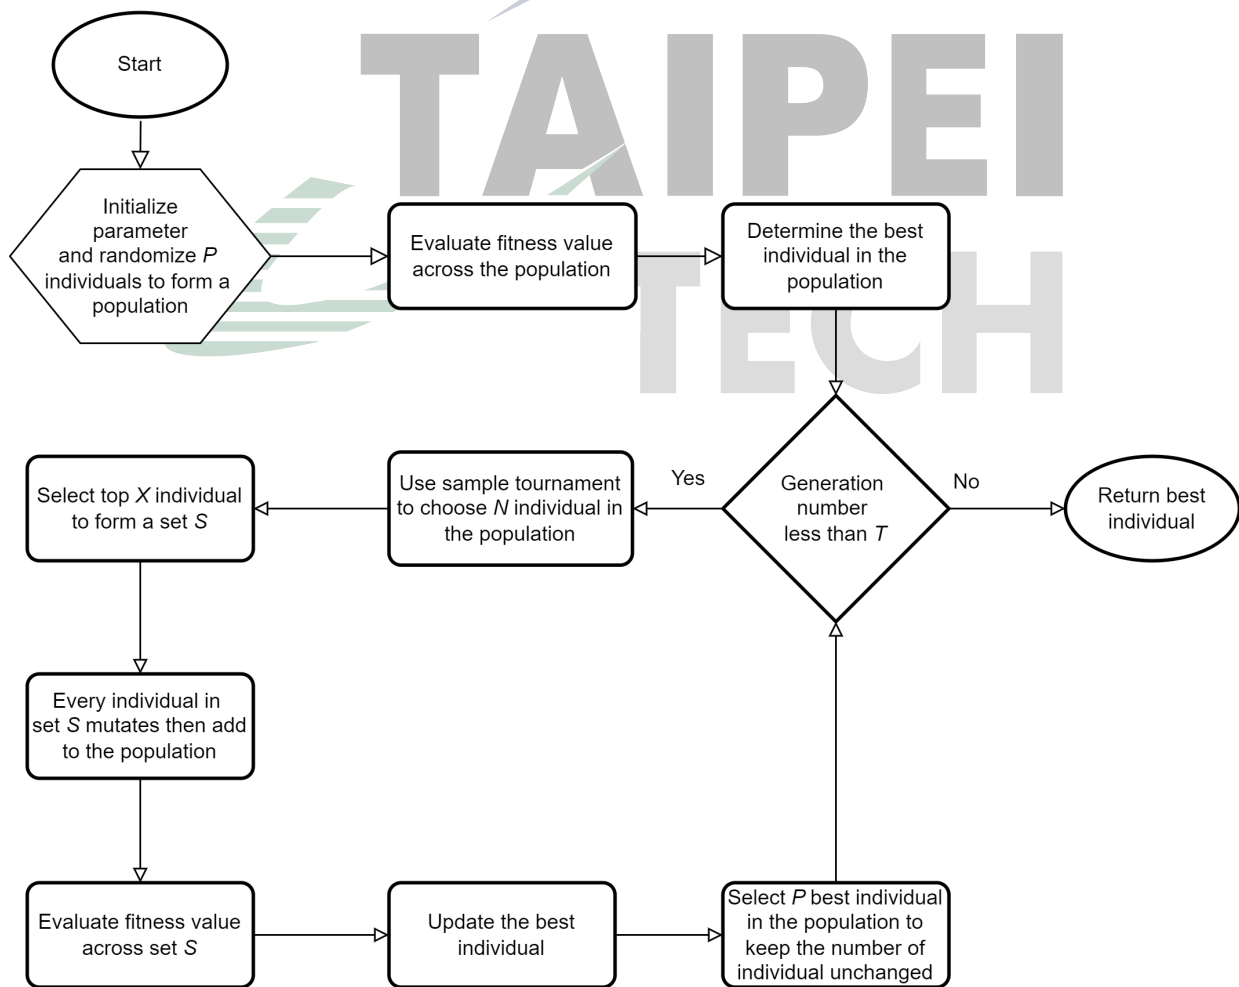 TAIPEI
TECH
Start
Initialize
parameter
and randomize P
individuals to form a
population
Evaluate fitness value
across the population
Determine the best
individual in the
population
Generation
number
less than T
Yes
No
Return best
individual
Use sample tournament
to choose N individual in
the population
Select top X individual
to form a set S
Every individual in
set S mutates then add
to the population
Evaluate fitness value
across set S
Update the best
individual
Select P best individual
in the population to
keep the number of
individual unchanged